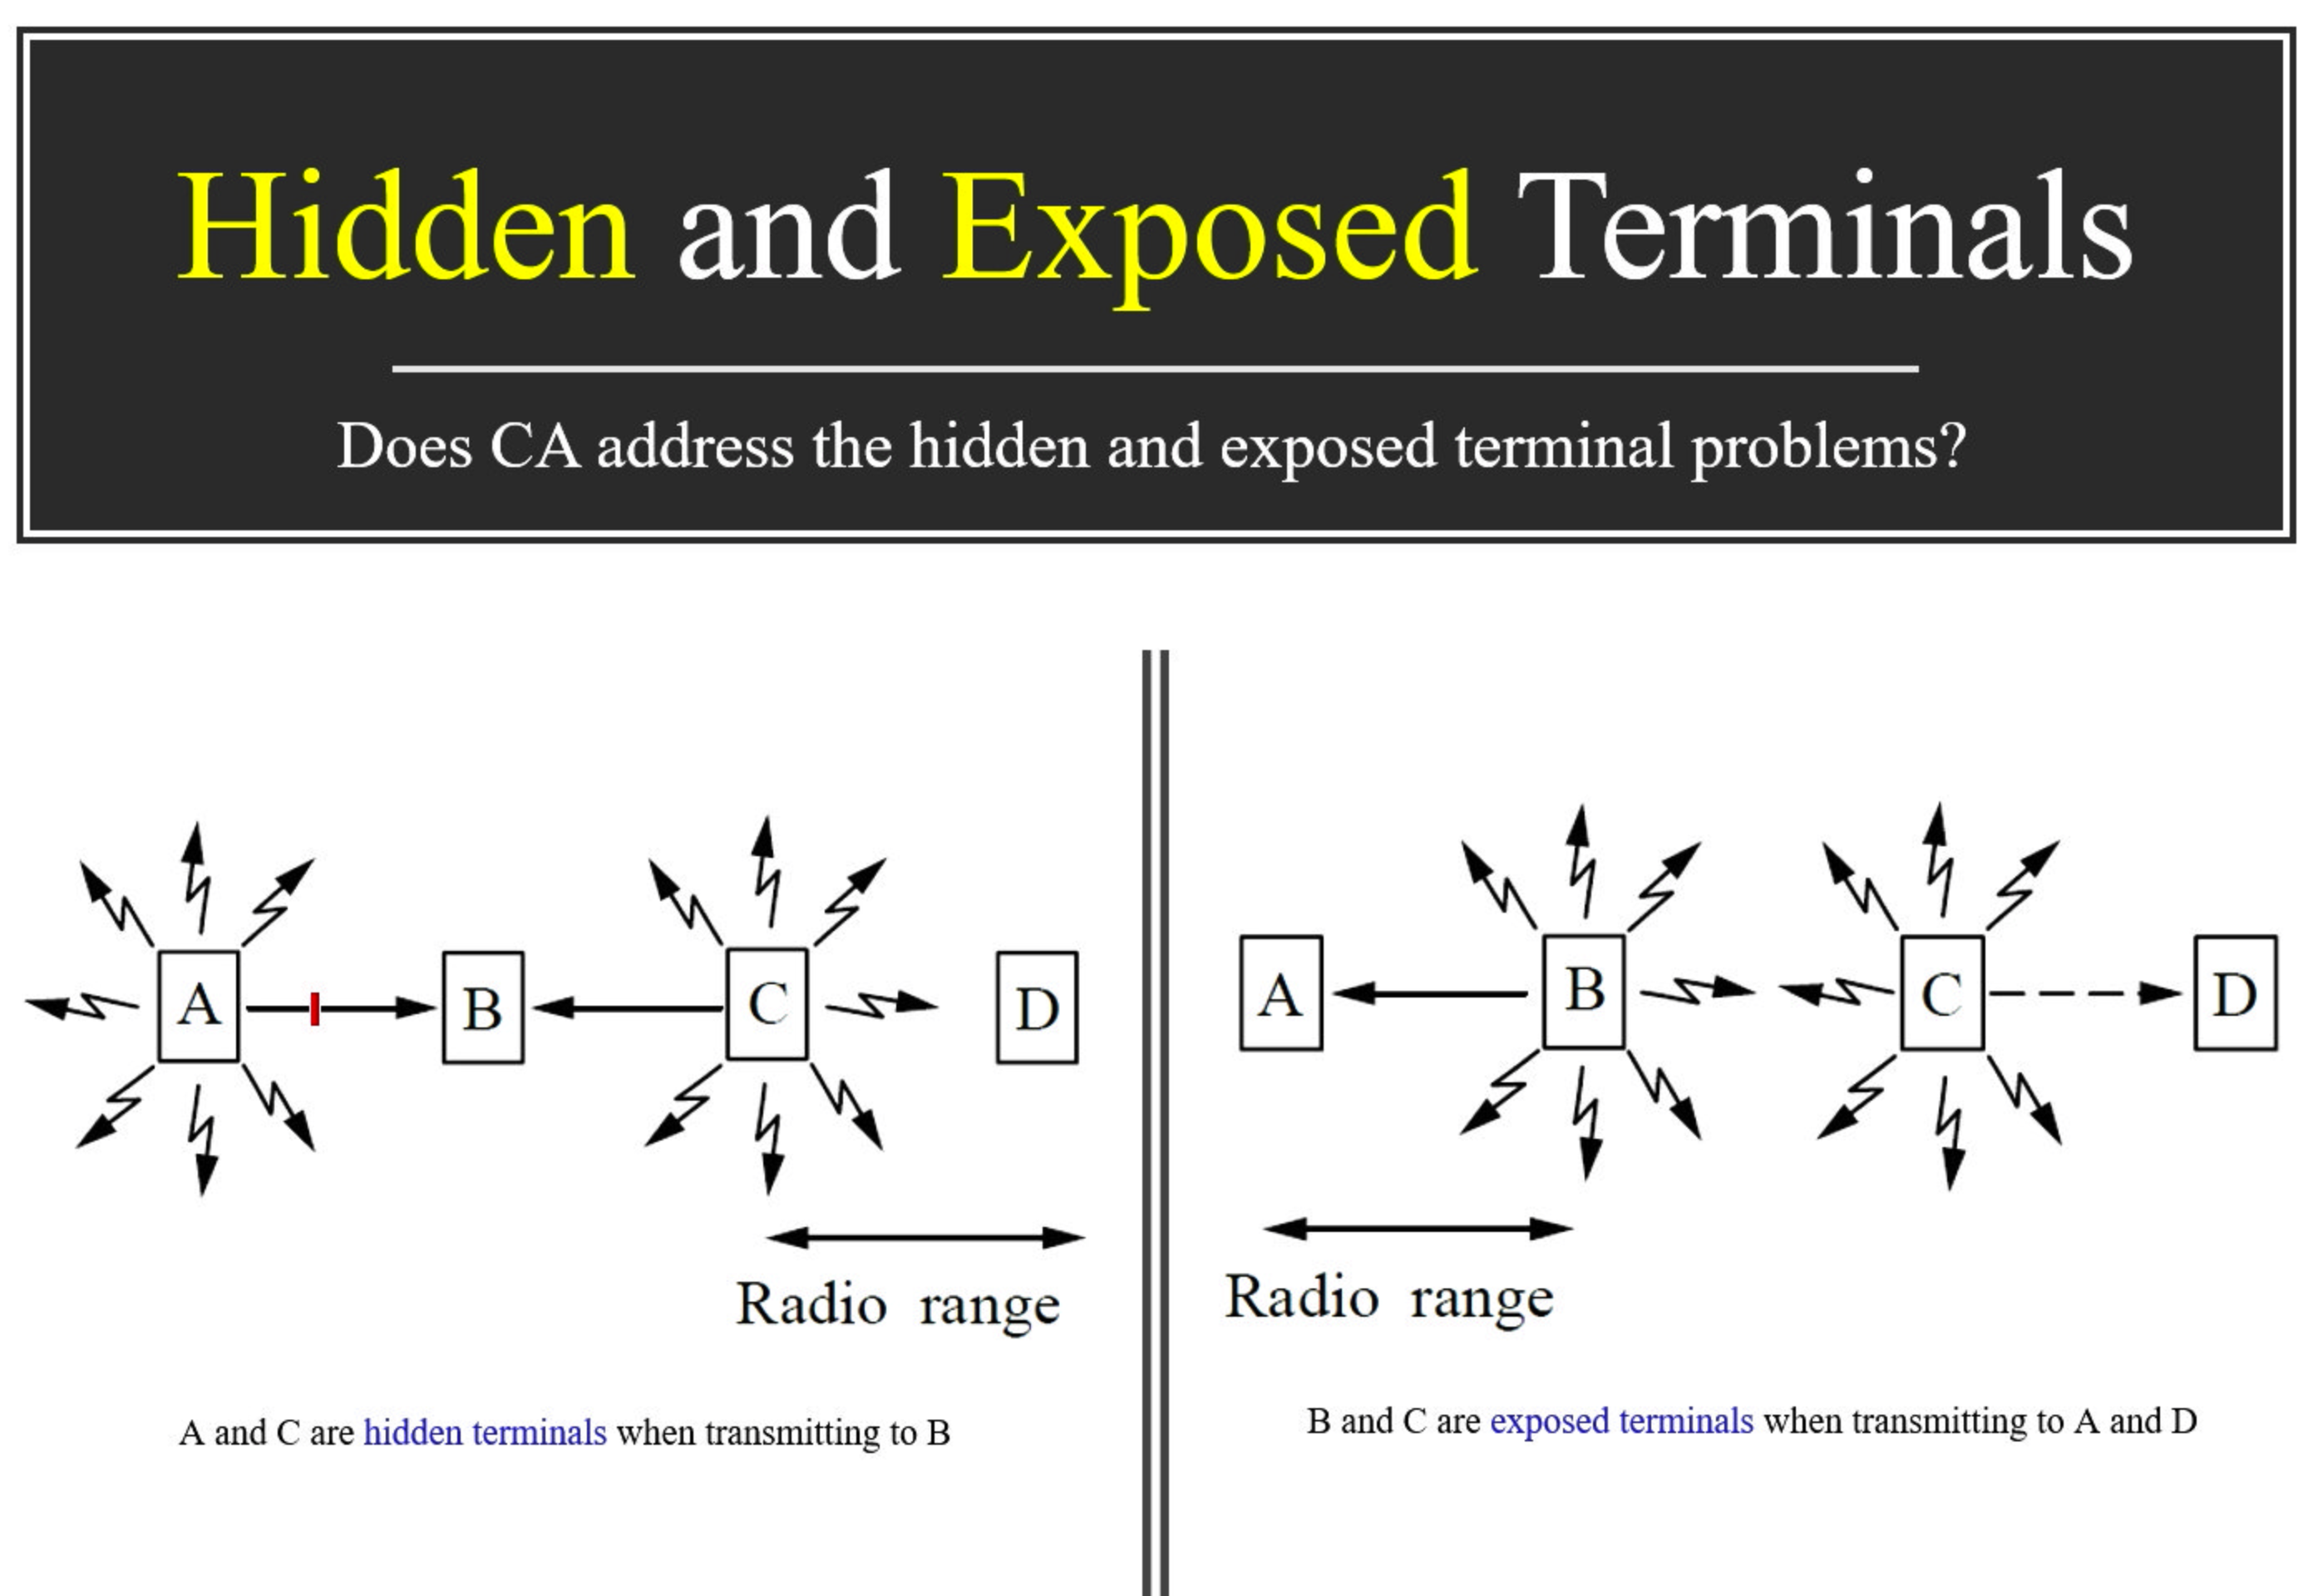 Hidden and Exposed Terminals
Does CA address the hidden and exposed terminal problems?
A
B
C
D
Radio range
A and C are hidden terminals when transmitting to B
A
B
C
D
Radio range
B and C are exposed terminals when transmitting to A and D